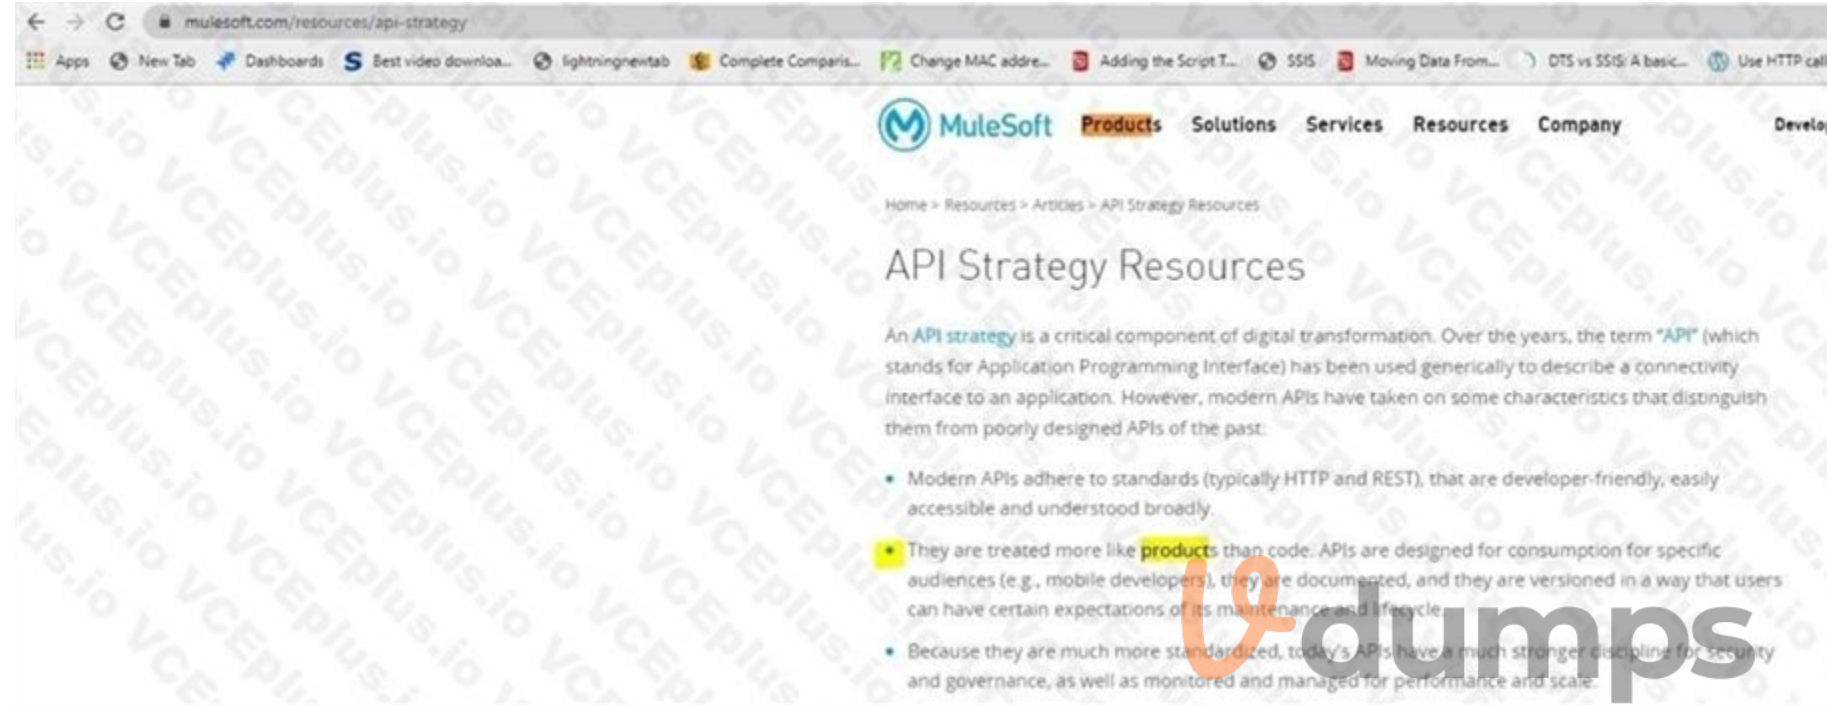 mulesoft.com/resources/api-strategy
Apps New Tab Dashboards Best video downloa... lightningnewtab Complete Comparis... Change MAC addre... Adding the Script T... SSIS Moving Data From... DTS vs SSIS: A basic... Use HTTP call
MuleSoft Products Solutions Services Resources Company Develo
Home > Resources > Articles > API Strategy Resources
API Strategy Resources
An API strategy is a critical component of digital transformation. Over the years, the term "API" (which
stands for Application Programming Interface) has been used generically to describe a connectivity
interface to an application. However, modern APIs have taken on some characteristics that distinguish
them from poorly designed APIs of the past:
• Modern APIs adhere to standards (typically HTTP and REST), that are developer-friendly, easily
accessible and understood broadly.
• They are treated more like products than code. APIs are designed for consumption for specific
audiences (e.g., mobile developers), they are documented, and they are versioned in a way that users
can have certain expectations of its maintenance and lifecycle.
• Because they are much more standardized, today's APIs have a much stronger discipline for security
and governance, as well as monitored and managed for performance and scale.
dumps
VCEplus.io